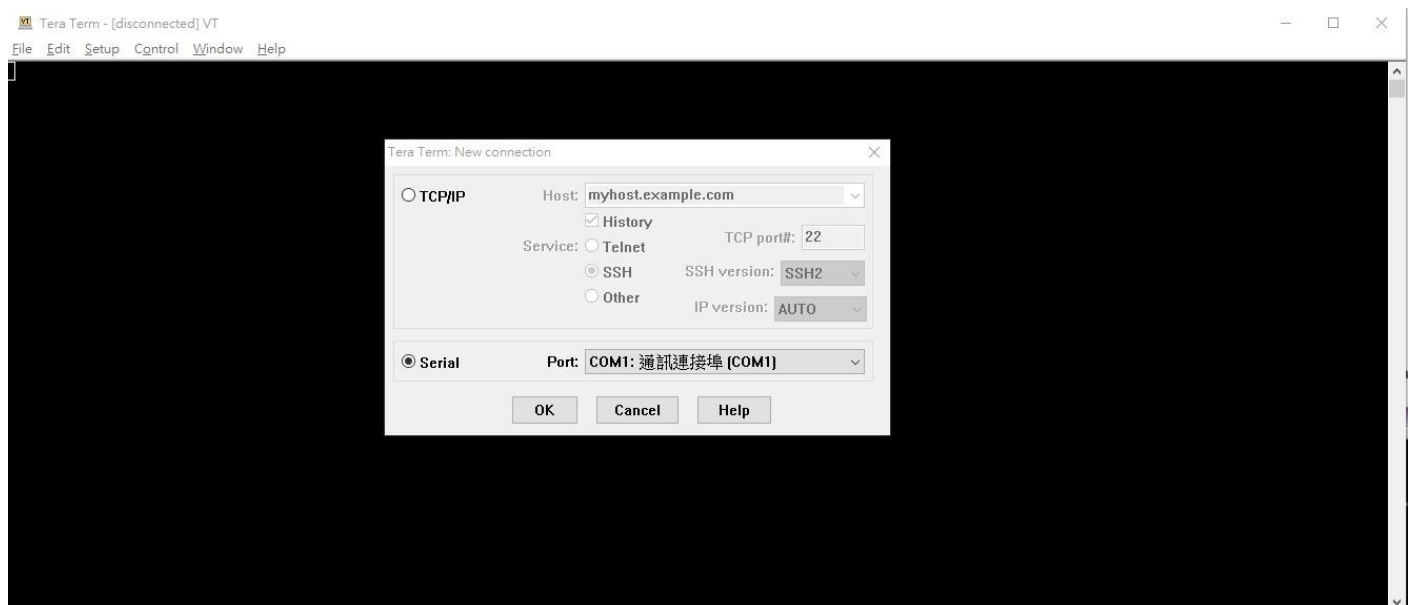 Tera Term - [disconnected] VT
File Edit Setup Control Window Help
Tera Term: New connection
TCP/IP Host: myhost.example.com
History
Service: Telnet TCP port#: 22
SSH SSH version: SSH2
Other IP version: AUTO
Serial Port: COM1: 通訊連接埠 (COM1)
OK Cancel Help